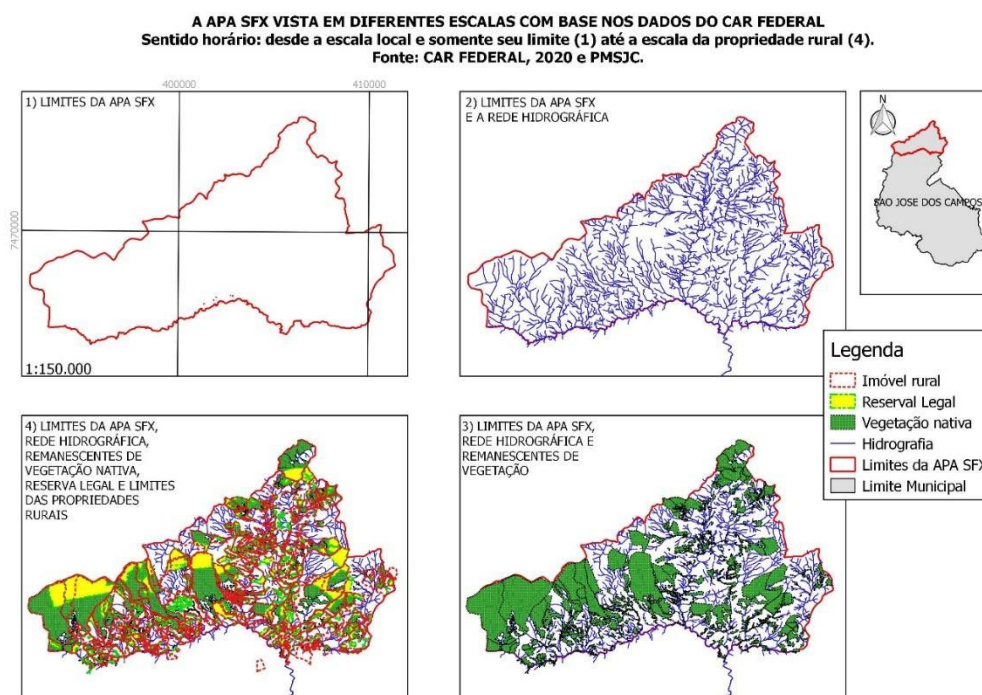 A APA SFX VISTA EM DIFERENTES ESCALAS COM BASE NOS DADOS DO CAR FEDERAL
Sentido horário: desde a escala local e somente seu limite (1) até a escala da propriedade rural (4).
Fonte: CAR FEDERAL, 2020 e PMSJC.
400000
410000
1) LIMITES DA APA SFX
7470000
1:150.000
2) LIMITES DA APA SFX
E A REDE HIDROGRÁFICA
N
SÃO JOSE DOS CAMPOS
Legenda
Imóvel rural
Reserval Legal
Vegetação nativa
Hidrografia
Limites da APA SFX
Limite Municipal
4) LIMITES DA APA SFX,
REDE HIDROGRÁFICA,
REMANESCENTES DE
VEGETAÇÃO NATIVA,
RESERVA LEGAL E LIMITES
DAS PROPRIEDADES
RURAIS
3) LIMITES DA APA SFX,
REDE HIDROGRÁFICA E
REMANESCENTES DE
VEGETAÇÃO